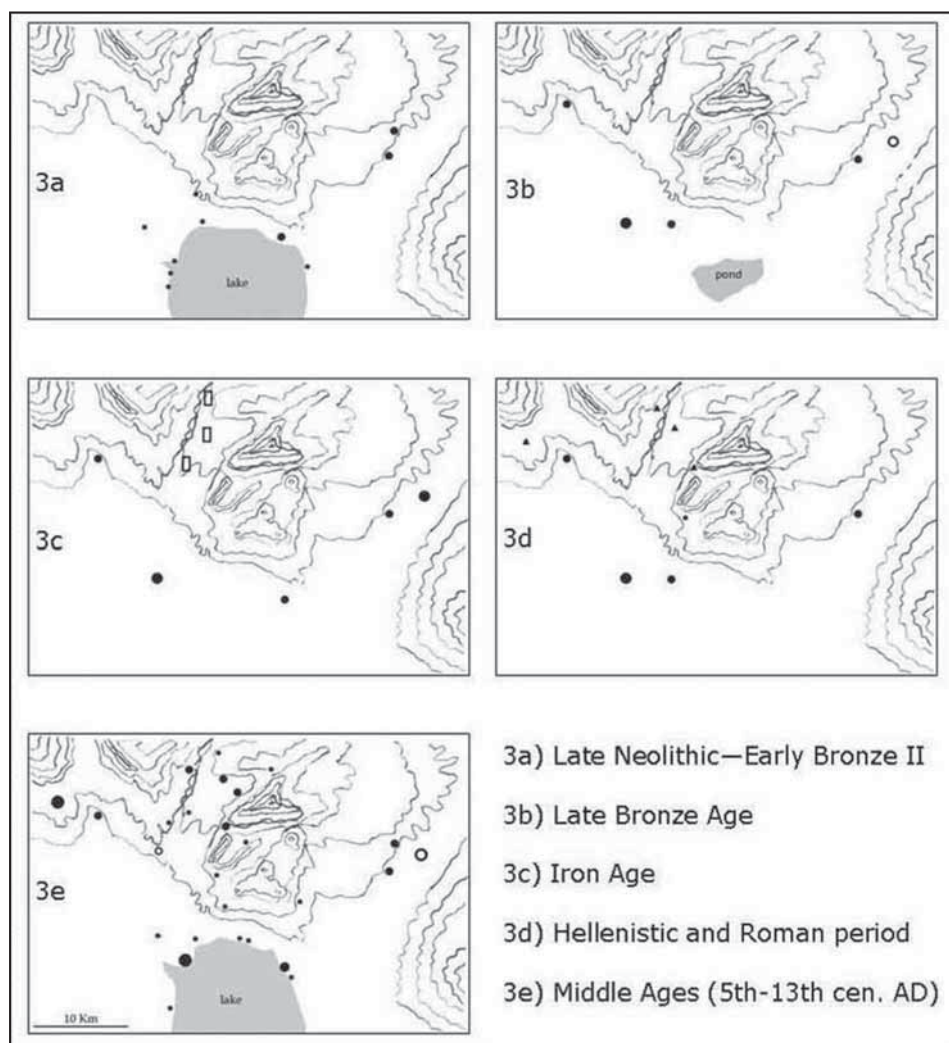 3a
lake
3b
pond
3c
3d
3e
lake
10 Km
3a) Late Neolithic—Early Bronze II
3b) Late Bronze Age
3c) Iron Age
3d) Hellenistic and Roman period
3e) Middle Ages (5th-13th cen. AD)